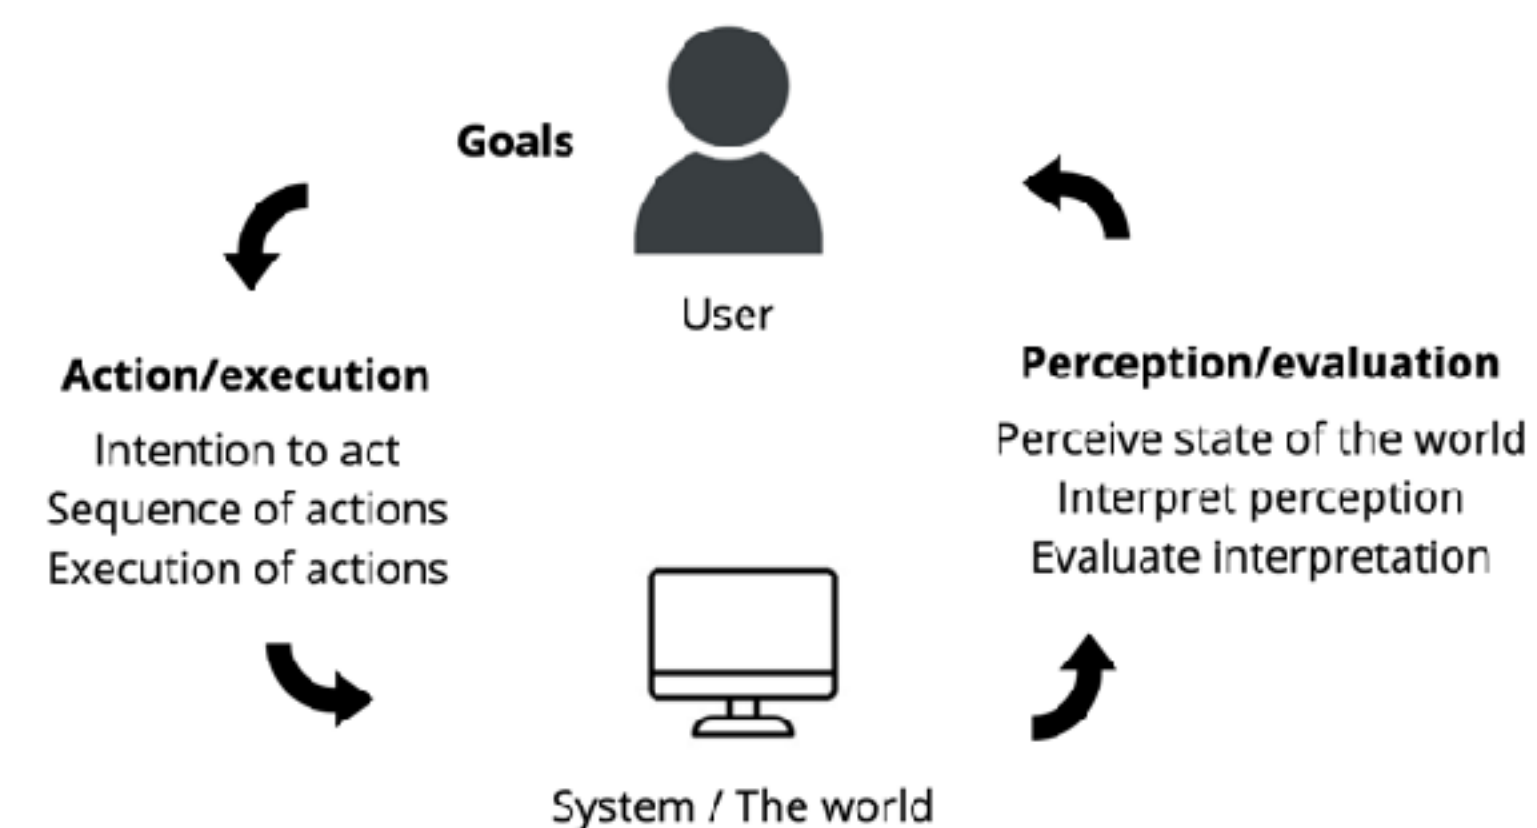 Goals
User
Action/execution
Intention to act
Sequence of actions
Execution of actions
Perception/evaluation
Perceive state of the world
Interpret perception
Evaluate interpretation
System / The world